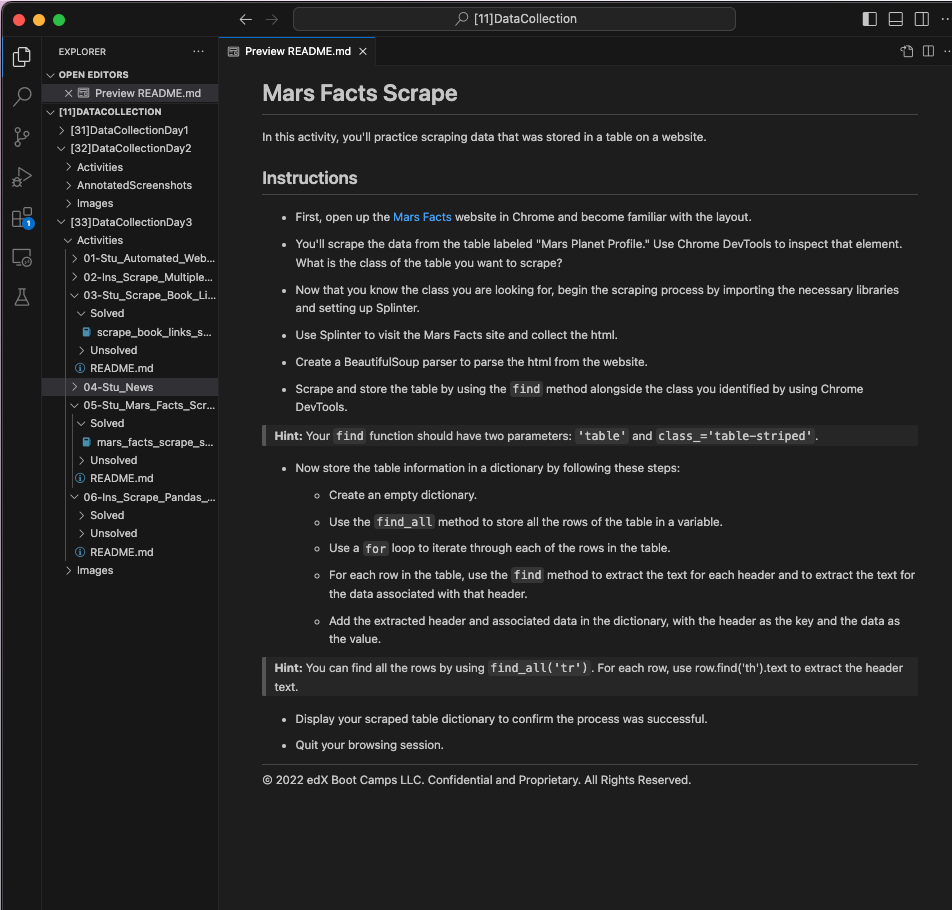 [11]DataCollection
EXPLORER
Preview README.md
OPEN EDITORS
Preview README.md
[11]DATACOLLECTION
[31]DataCollectionDay1
[32]DataCollectionDay2
Activities
AnnotatedScreenshots
Images
[33]DataCollectionDay3
Activities
01-Stu_Automated_Web...
02-Ins_Scrape_Multiple...
03-Stu_Scrape_Book_Li...
Solved
scrape_book_links_s...
Unsolved
README.md
04-Stu_News
05-Stu_Mars_Facts_Scr...
Solved
mars_facts_scrape_s...
Unsolved
README.md
06-Ins_Scrape_Pandas_...
Solved
Unsolved
README.md
Images
1
Mars Facts Scrape
In this activity, you'll practice scraping data that was stored in a table on a website.
Instructions
• First, open up the Mars Facts website in Chrome and become familiar with the layout.
• You'll scrape the data from the table labeled "Mars Planet Profile." Use Chrome DevTools to inspect that element.
What is the class of the table you want to scrape?
• Now that you know the class you are looking for, begin the scraping process by importing the necessary libraries
and setting up Splinter.
• Use Splinter to visit the Mars Facts site and collect the html.
• Create a BeautifulSoup parser to parse the html from the website.
• Scrape and store the table by using the find method alongside the class you identified by using Chrome
DevTools.
Hint: Your find function should have two parameters: 'table' and class_='table-striped'.
• Now store the table information in a dictionary by following these steps:
◦ Create an empty dictionary.
◦ Use the find_all method to store all the rows of the table in a variable.
◦ Use a for loop to iterate through each of the rows in the table.
◦ For each row in the table, use the find method to extract the text for each header and to extract the text for
the data associated with that header.
◦ Add the extracted header and associated data in the dictionary, with the header as the key and the data as
the value.
Hint: You can find all the rows by using find_all('tr'). For each row, use row.find('th').text to extract the header
text.
• Display your scraped table dictionary to confirm the process was successful.
• Quit your browsing session.
© 2022 edX Boot Camps LLC. Confidential and Proprietary. All Rights Reserved.